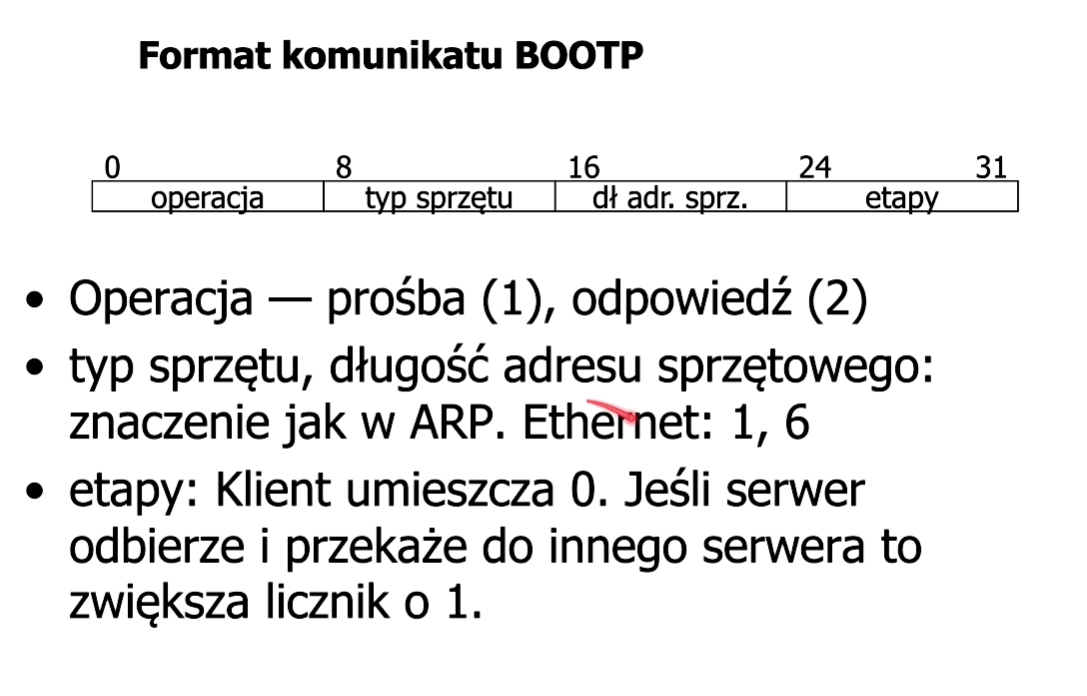 Format komunikatu BOOTP
0 8 16 24 31
operacja typ sprzętu dł adr. sprz. etapy
• Operacja — prośba (1), odpowiedź (2)
• typ sprzętu, długość adresu sprzętowego:
znaczenie jak w ARP. Ethernet: 1, 6
• etapy: Klient umieszcza 0. Jeśli serwer
odbierze i przekaże do innego serwera to
zwiększa licznik o 1.